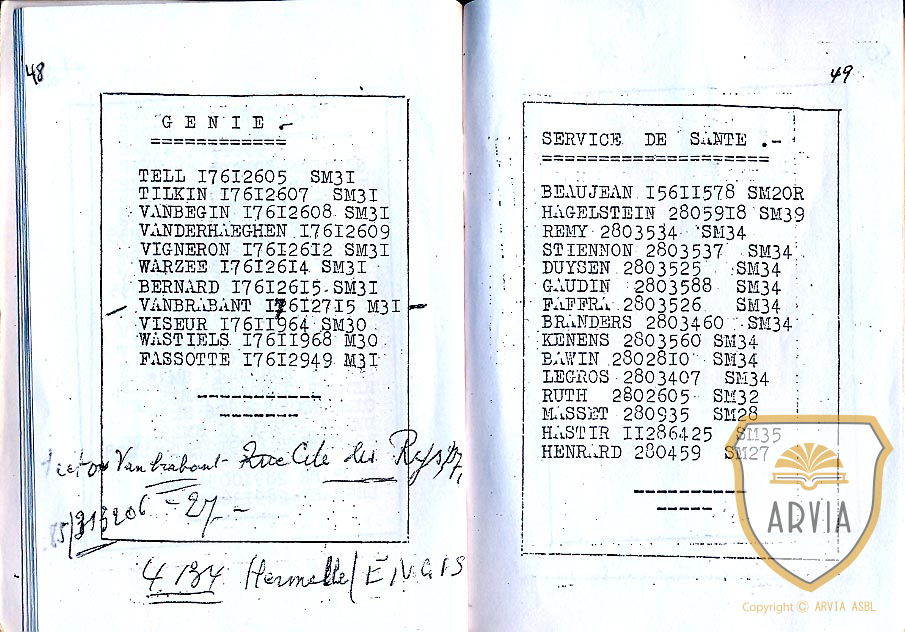 48
G E N I E .-
============
TELL I76I2605 SM3I
TILKIN I76I2607 SM3I
VANBEGIN I76I2608 SM3I
VANDERHAEGHEN I76I2609
VIGNERON I76I26I2 SM3I
WARZEE I76I26I4 SM3I
BERNARD I76I26I5 SM3I
VANBRABANT I76I27I5 M3I
VISEUR I76II964 SM30
WASTIELS I76II968 M30
FASSOTTE I76I2949 M3I
Vanbrabant
27
4134 Hermalle/ENGIS
49
SERVICE DE SANTE .-
=====================
BEAUJEAN I56II578 SM20R
HAGELSTEIN 28059I8 SM39
REMY 2803534 SM34
STIENNON 2803537 SM34
DUYSEN 2803525 SM34
GAUDIN 2803588 SM34
FAFFRA 2803526 SM34
BRANDERS 2803460 SM34
KENENS 2803560 SM34
BAWIN 28028I0 SM34
LEGROS 2803407 SM34
RUTH 2802605 SM32
MASSET 280935 SM28
HASTIR II286425 SM35
HENRARD 280459 SM27
ARVIA
Copyright © ARVIA ASBL